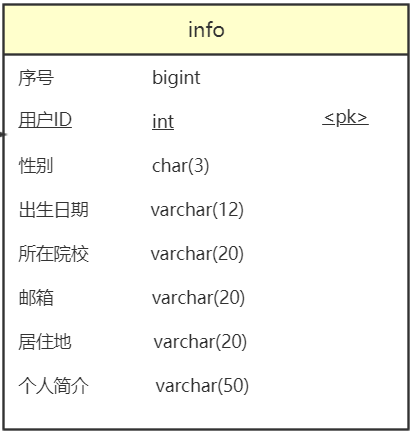 info
序号 bigint
用户ID int <pk>
性别 char(3)
出生日期 varchar(12)
所在院校 varchar(20)
邮箱 varchar(20)
居住地 varchar(20)
个人简介 varchar(50)